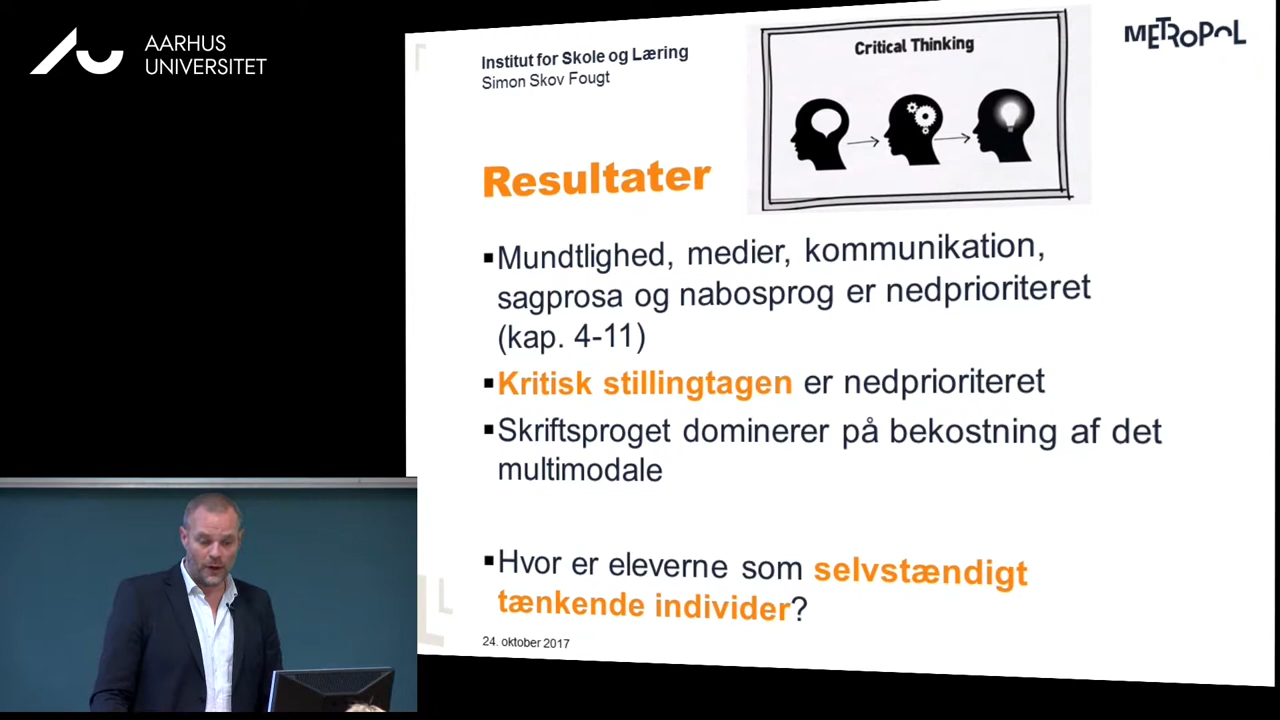 AARHUS
UNIVERSITET
Institut for Skole og Læring
Simon Skov Fougt
Critical Thinking
METROPOL
Resultater
▪Mundtlighed, medier, kommunikation,
sagprosa og nabosprog er nedprioriteret
(kap. 4-11)
▪Kritisk stillingtagen er nedprioriteret
▪Skriftsproget dominerer på bekostning af det
multimodale
▪Hvor er eleverne som selvstændigt
tænkende individer?
24. oktober 2017